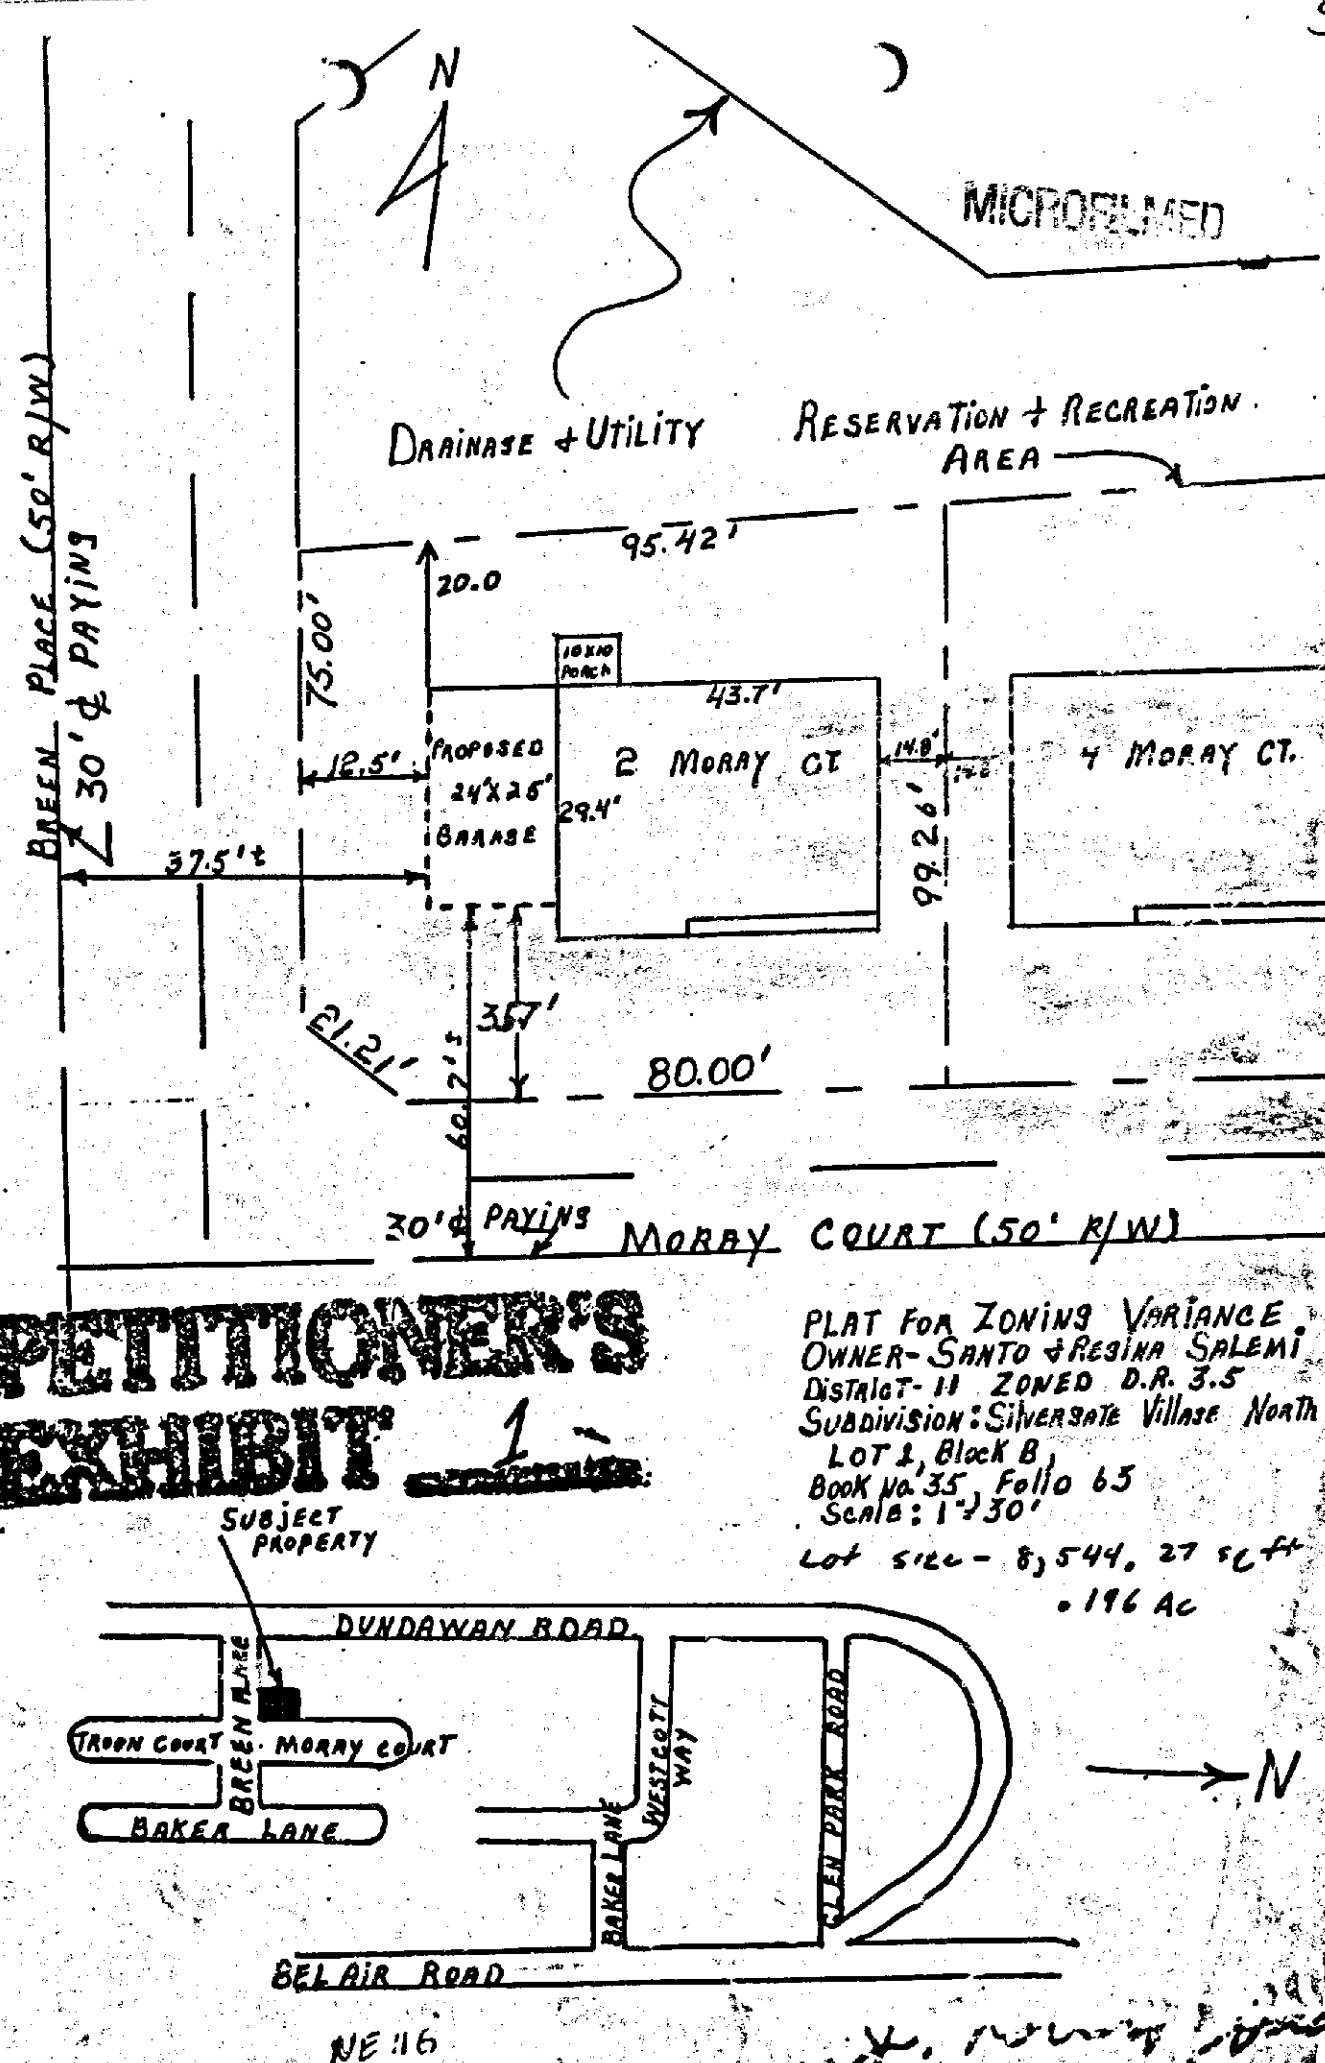 N
MICROFILMED
BREEN PLACE (50' R/W)
30' ¢ PAVING
DRAINAGE + UTILITY
RESERVATION + RECREATION
AREA
95.42'
20.0
75.00'
10X10
PORCH
43.7'
12.5'
PROPOSED
24'X25'
GARAGE
2 MORAY CT
29.4'
14.8'
99.26'
4 MORAY CT.
37.5'±
21.21'
35.7'
60.7'±
80.00'
30' ¢ PAVING
MORAY COURT (50' R/W)
PETITIONER'S
EXHIBIT 1
PLAT FOR ZONING VARIANCE
OWNER- SANTO & REGINA SALEMI
DISTRICT- 11 ZONED D.R. 3.5
SUBDIVISION: SILVERGATE VILLAGE NORTH
LOT 1, Block B,
BOOK No. 35, Folio 63
SCALE: 1"=30'
Lot size - 8,544.27 sq ft
.196 Ac
SUBJECT
PROPERTY
DUNDAWAN ROAD
BREEN PLACE
TROON COURT
MORAY COURT
BAKER LANE
WESTCOTT
WAY
GLEN PARK ROAD
BAKER LANE
BEL AIR ROAD
N
NE 116